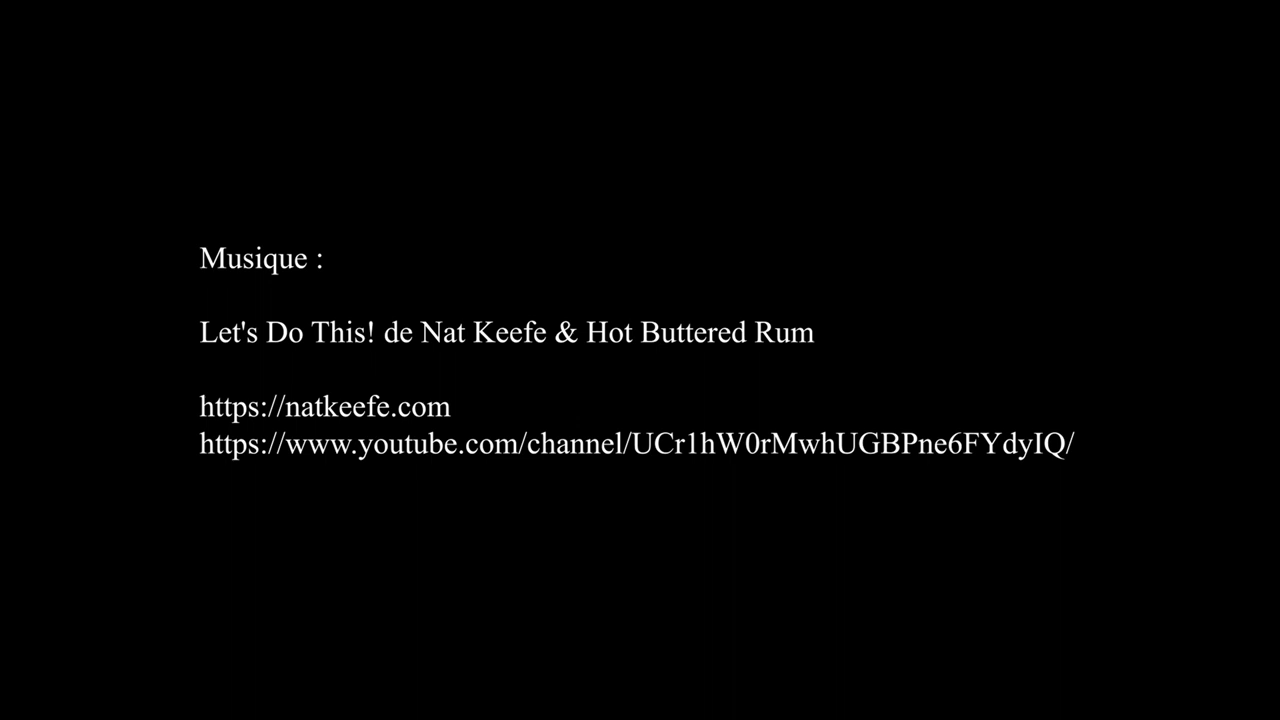 Musique :
Let's Do This! de Nat Keefe & Hot Buttered Rum
https://natkeefe.com
https://www.youtube.com/channel/UCr1hW0rMwhUGBPne6FYdyIQ/